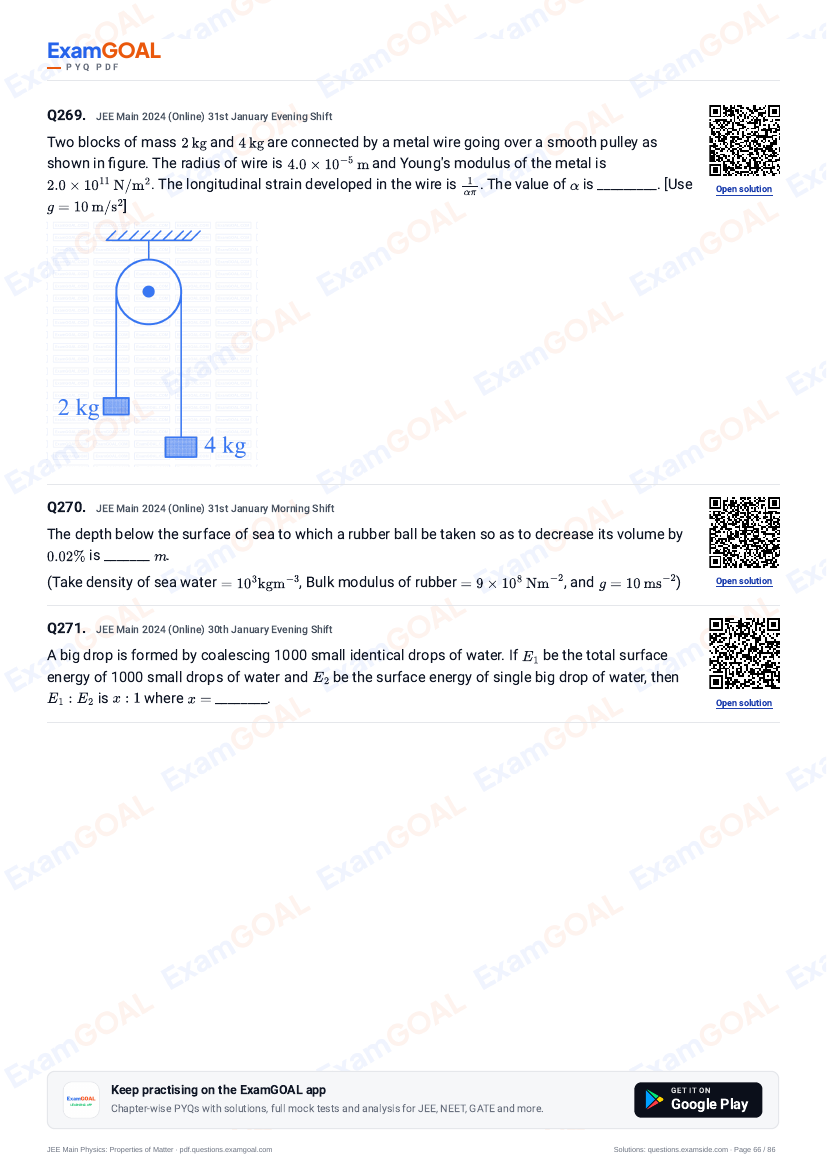 ExamGOAL
PYQ PDF
Q269. JEE Main 2024 (Online) 31st January Evening Shift
Two blocks of mass 2 kg and 4 kg are connected by a metal wire going over a smooth pulley as
shown in figure. The radius of wire is 4.0 × 10⁻⁵ m and Young's modulus of the metal is
2.0 × 10¹¹ N/m². The longitudinal strain developed in the wire is 1/απ. The value of α is ________. [Use
g = 10 m/s²]
Open solution
2 kg
4 kg
Q270. JEE Main 2024 (Online) 31st January Morning Shift
The depth below the surface of sea to which a rubber ball be taken so as to decrease its volume by
0.02% is ______ m.
(Take density of sea water = 10³kgm⁻³, Bulk modulus of rubber = 9 × 10⁸ Nm⁻², and g = 10 ms⁻²)
Open solution
Q271. JEE Main 2024 (Online) 30th January Evening Shift
A big drop is formed by coalescing 1000 small identical drops of water. If E₁ be the total surface
energy of 1000 small drops of water and E₂ be the surface energy of single big drop of water, then
E₁ : E₂ is x : 1 where x = _______.
Open solution
Keep practising on the ExamGOAL app
Chapter-wise PYQs with solutions, full mock tests and analysis for JEE, NEET, GATE and more.
GET IT ON
Google Play
JEE Main Physics: Properties of Matter · pdf.questions.examgoal.com
Solutions: questions.examside.com · Page 66 / 86